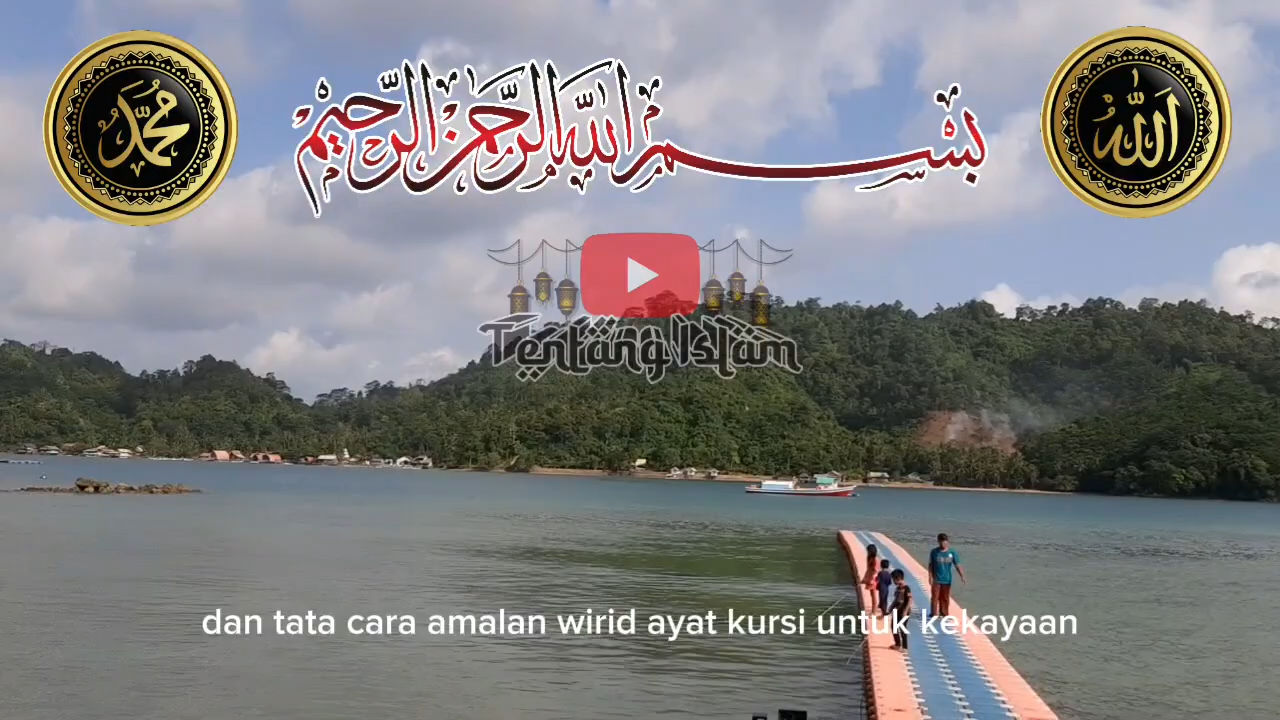 محمد
بسم الله الرحمن الرحيم
الله
Tentang Islam
dan tata cara amalan wirid ayat kursi untuk kekayaan